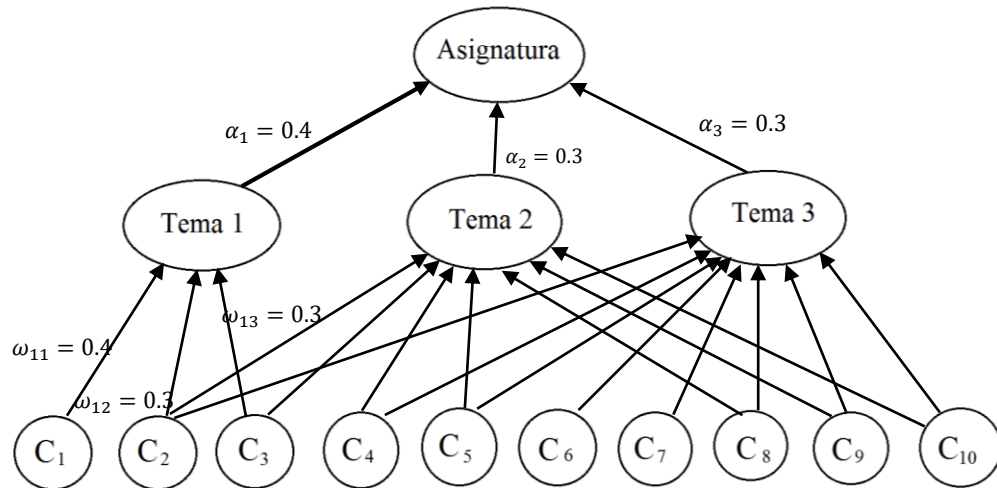 Asignatura
α₁ = 0.4
α₂ = 0.3
α₃ = 0.3
Tema 1
Tema 2
Tema 3
ω₁₁ = 0.4
ω₁₂ = 0.3
ω₁₃ = 0.3
C₁
C₂
C₃
C₄
C₅
C₆
C₇
C₈
C₉
C₁₀